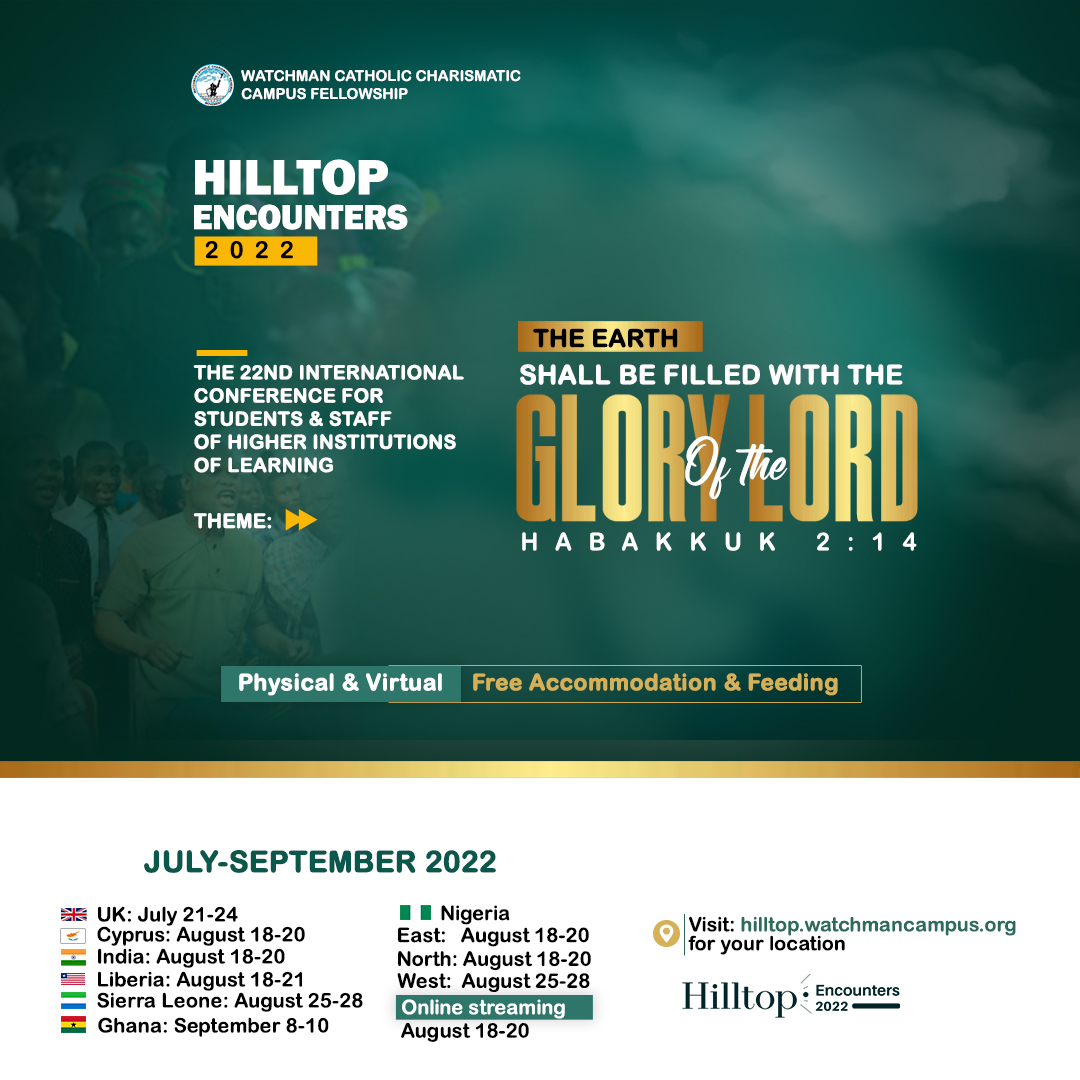 WATCHMAN CATHOLIC CHARISMATIC
CAMPUS FELLOWSHIP
HILLTOP
ENCOUNTERS
2022
THE 22ND INTERNATIONAL
CONFERENCE FOR
STUDENTS & STAFF
OF HIGHER INSTITUTIONS
OF LEARNING
THEME:
THE EARTH
SHALL BE FILLED WITH THE
GLORY Of the LORD
HABAKKUK 2:14
Physical & Virtual Free Accommodation & Feeding
JULY-SEPTEMBER 2022
UK: July 21-24
Cyprus: August 18-20
India: August 18-20
Liberia: August 18-21
Sierra Leone: August 25-28
Ghana: September 8-10
Nigeria
East: August 18-20
North: August 18-20
West: August 25-28
Online streaming
August 18-20
Visit: hilltop.watchmancampus.org
for your location
Hilltop: Encounters
2022